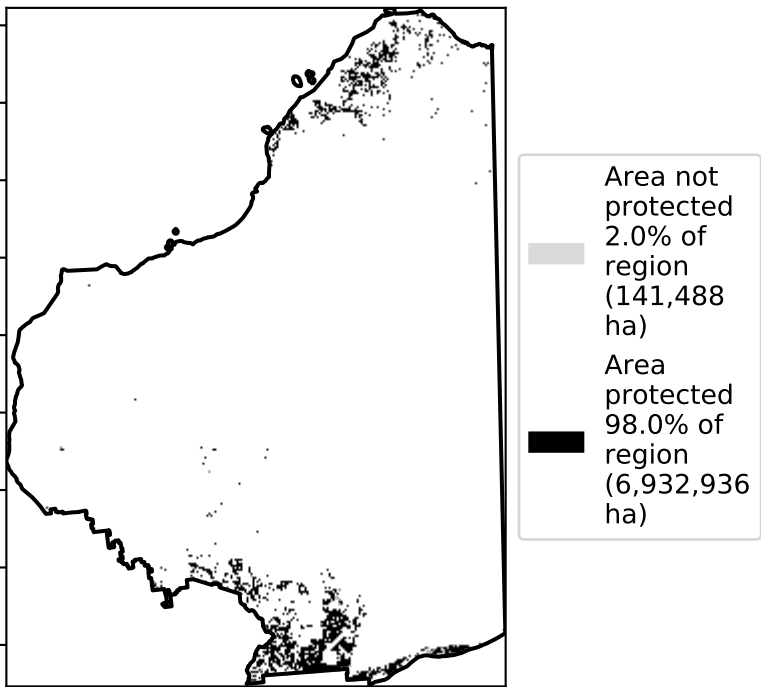 Area not
protected
2.0% of
region
(141,488
ha)
Area
protected
98.0% of
region
(6,932,936
ha)